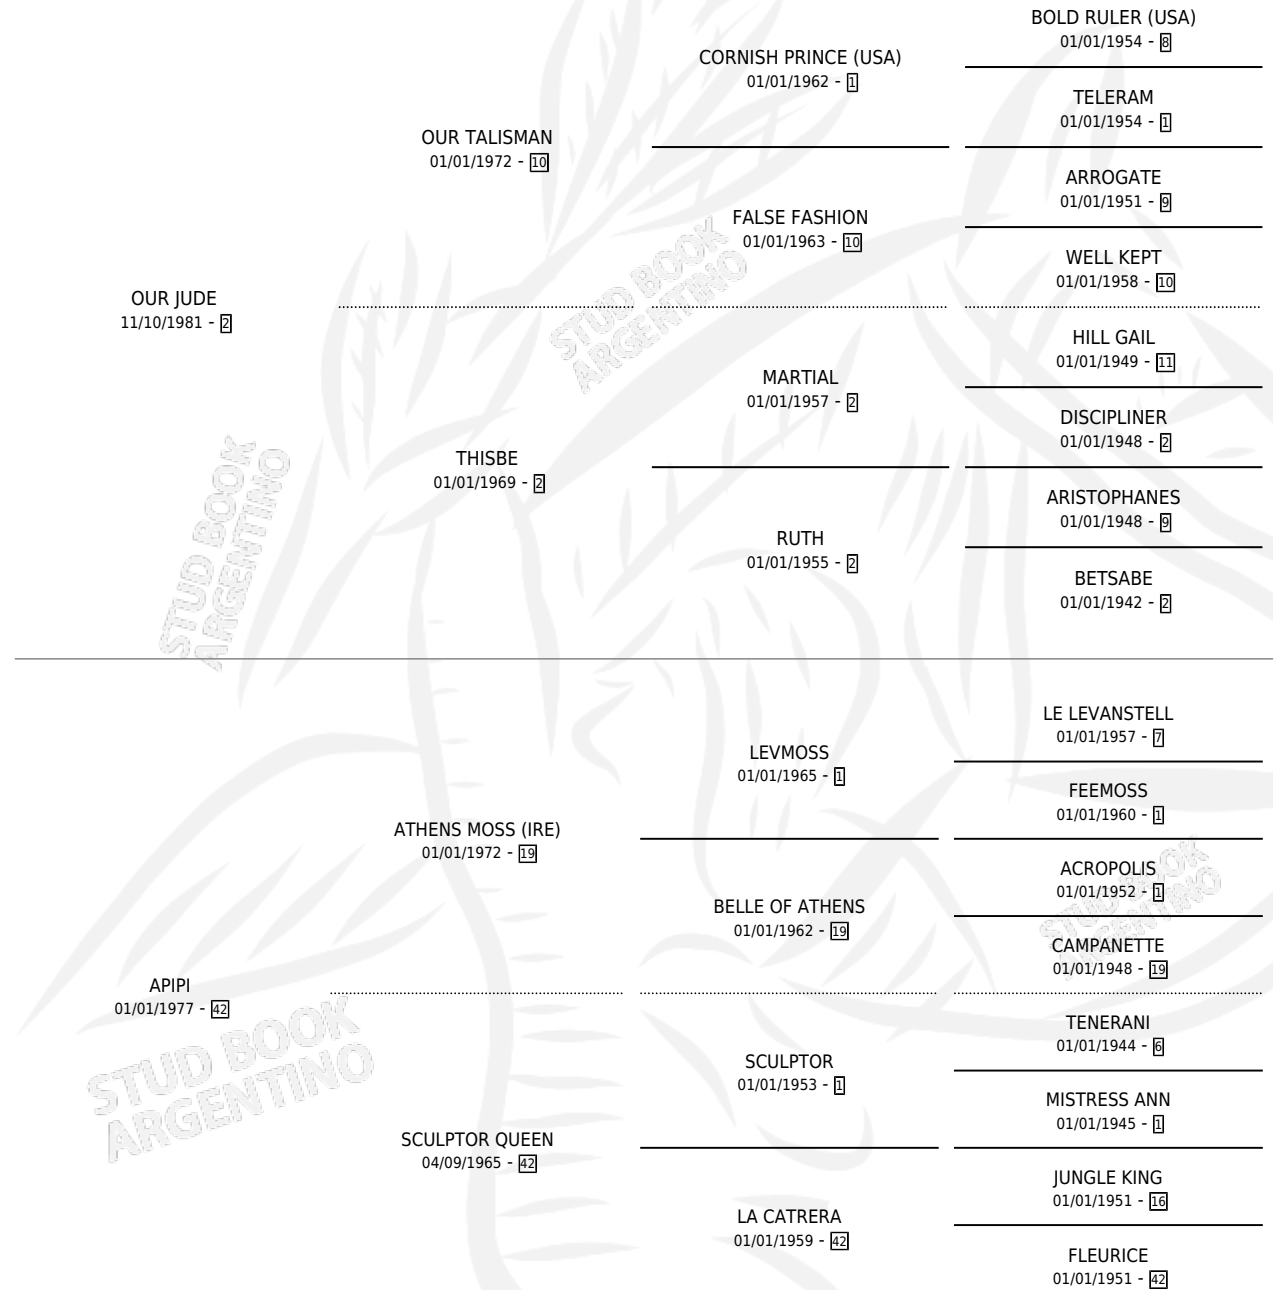 BOLD RULER (USA)
01/01/1954 - 8
CORNISH PRINCE (USA)
01/01/1962 - 1
TELERAM
01/01/1954 - 1
OUR TALISMAN
01/01/1972 - 10
ARROGATE
01/01/1951 - 9
FALSE FASHION
01/01/1963 - 10
WELL KEPT
01/01/1958 - 10
OUR JUDE
11/10/1981 - 2
HILL GAIL
01/01/1949 - 11
MARTIAL
01/01/1957 - 2
DISCIPLINER
01/01/1948 - 2
THISBE
01/01/1969 - 2
ARISTOPHANES
01/01/1948 - 9
RUTH
01/01/1955 - 2
BETSABE
01/01/1942 - 2
STUD BOOK
ARGENTINO
STUD BOOK
ARGENTINO
LE LEVANSTELL
01/01/1957 - 7
LEVMOSS
01/01/1965 - 1
FEEMOSS
01/01/1960 - 1
ATHENS MOSS (IRE)
01/01/1972 - 19
ACROPOLIS
01/01/1952 - 1
BELLE OF ATHENS
01/01/1962 - 19
CAMPANETTE
01/01/1948 - 19
STUD BOOK
ARGENTINO
APIPI
01/01/1977 - 42
TENERANI
01/01/1944 - 6
SCULPTOR
01/01/1953 - 1
MISTRESS ANN
01/01/1945 - 1
SCULPTOR QUEEN
04/09/1965 - 42
JUNGLE KING
01/01/1951 - 16
LA CATRERA
01/01/1959 - 42
FLEURICE
01/01/1951 - 42
STUD BOOK
ARGENTINO